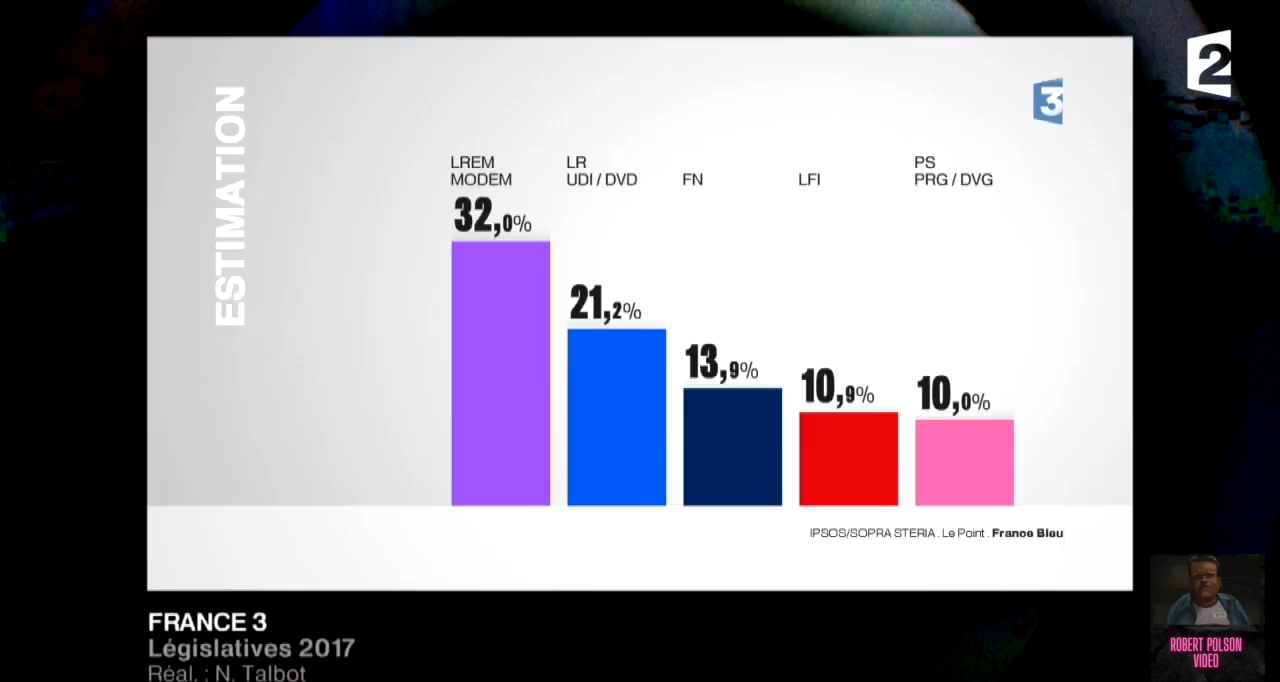 2
ESTIMATION
3
LREM
MODEM
32,0%
LR
UDI / DVD
21,2%
FN
13,9%
LFI
10,9%
PS
PRG / DVG
10,0%
IPSOS/SOPRA STERIA . Le Point . France Bleu
FRANCE 3
Législatives 2017
Réal. : N. Talbot
ROBERT POLSON
VIDEO